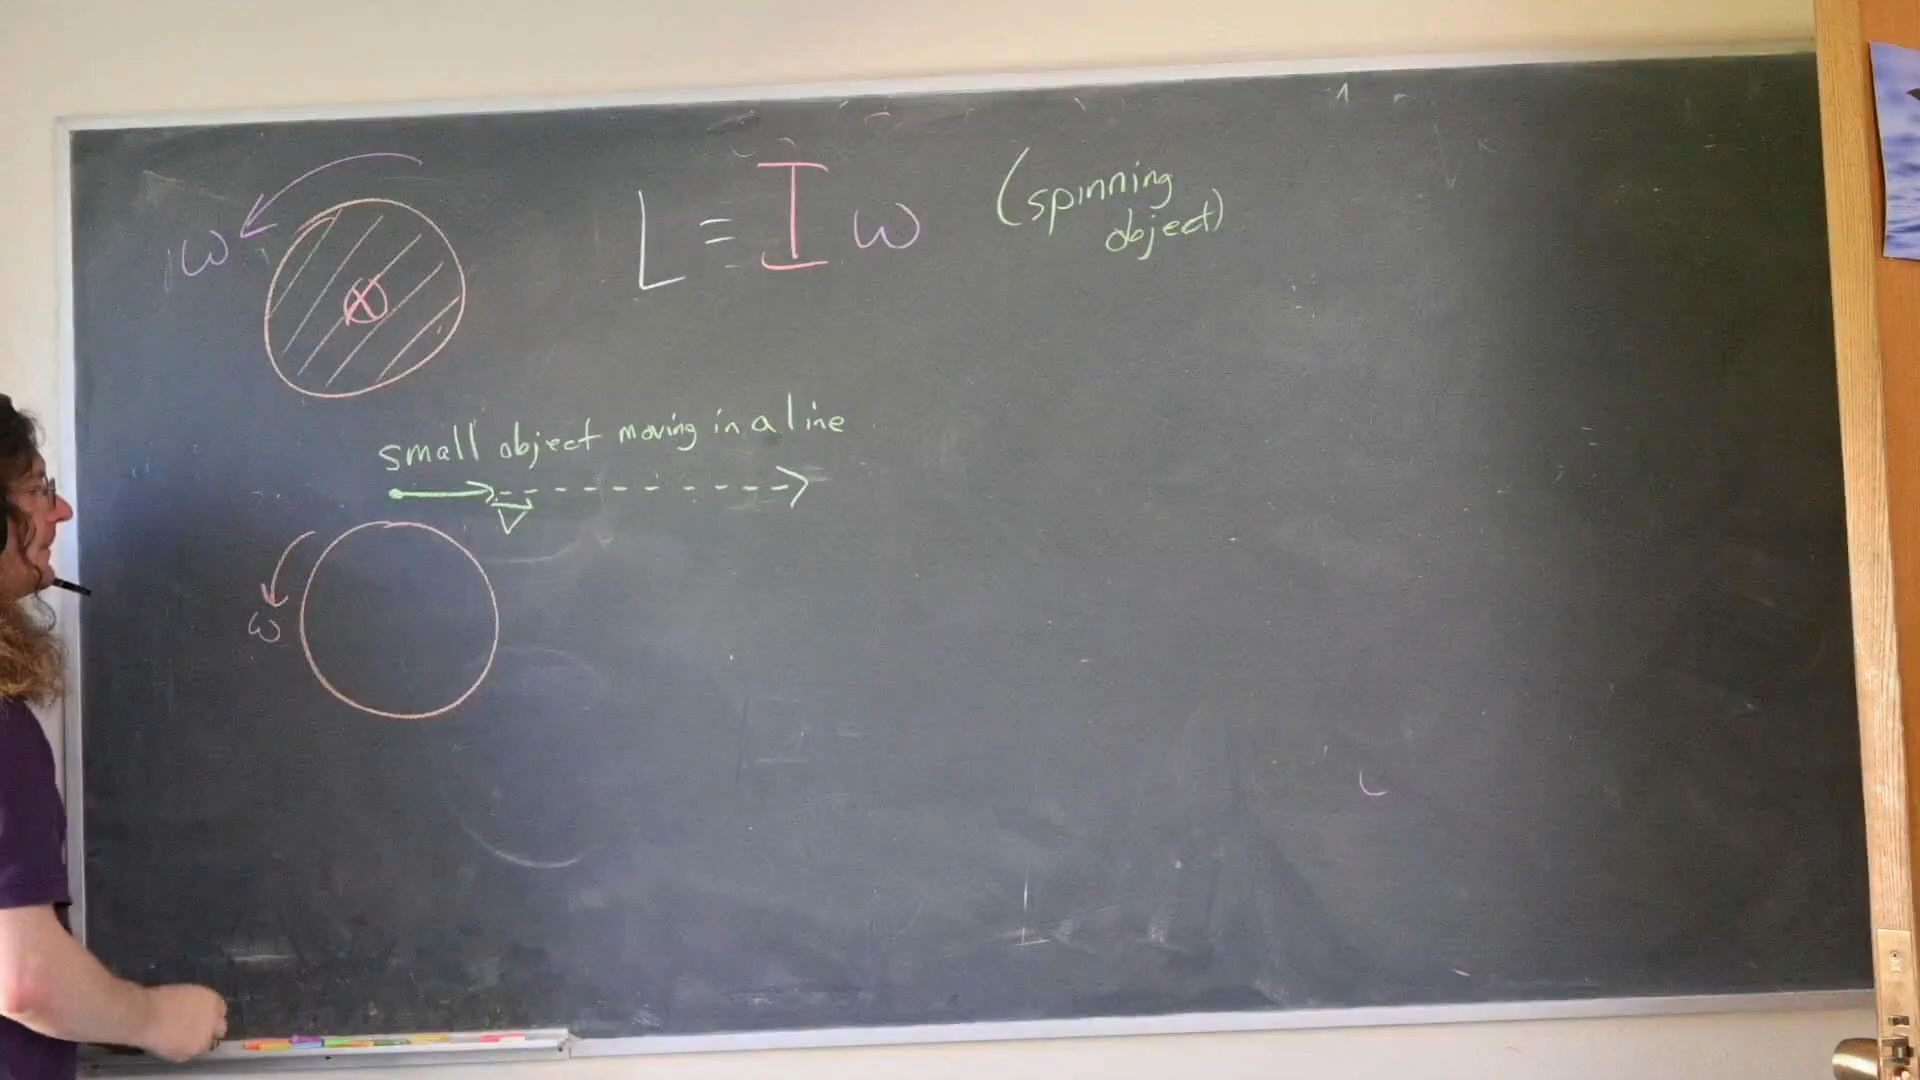 ω
L = I ω
(spinning
object)
small object moving in a line
V
ω